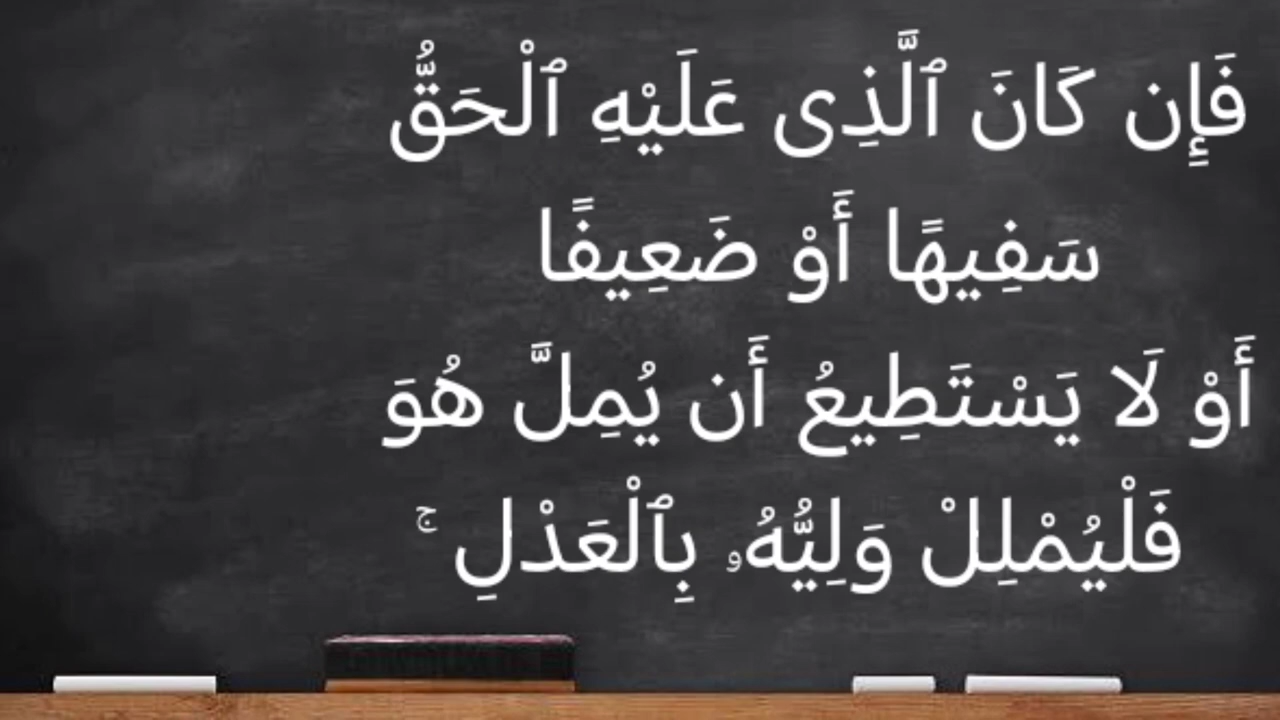 فَإِن كَانَ ٱلَّذِى عَلَيْهِ ٱلْحَقُّ
سَفِيهًا أَوْ ضَعِيفًا
أَوْ لَا يَسْتَطِيعُ أَن يُمِلَّ هُوَ
فَلْيُمْلِلْ وَلِيُّهُۥ بِٱلْعَدْلِ ۚ